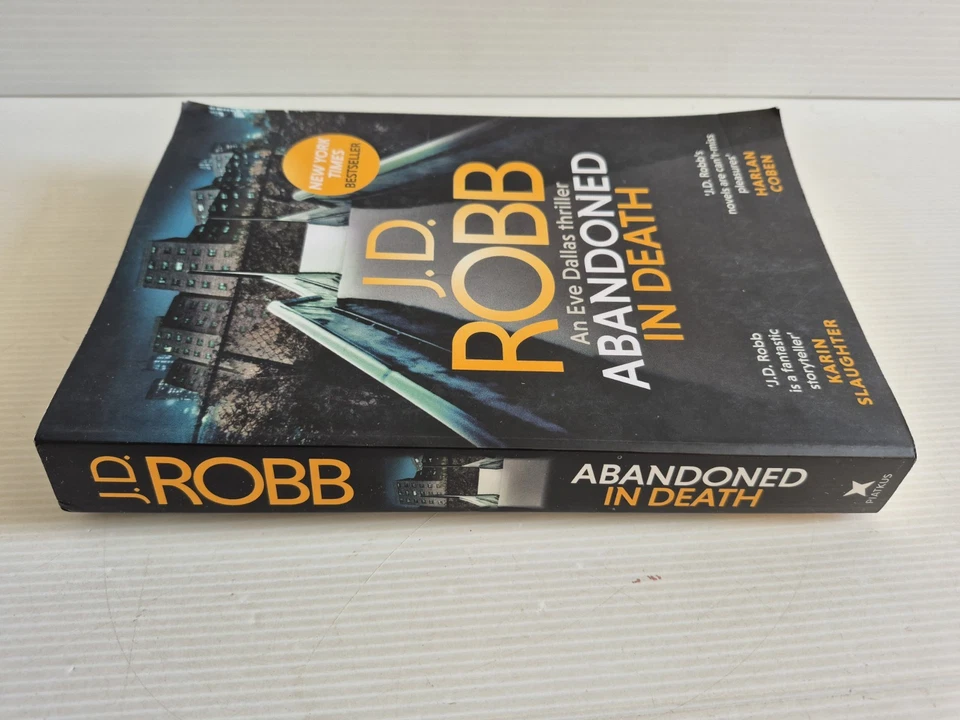 NEW YORK
TIMES
BESTSELLER
J.D.
ROBB
An Eve Dallas thriller
ABANDONED
IN DEATH
'J.D. Robb's
novels are can't-miss
pleasures'
HARLAN
COBEN
'J.D. Robb
is a fantastic
storyteller'
KARIN
SLAUGHTER
J.D. ROBB
ABANDONED
IN DEATH
PIATKUS